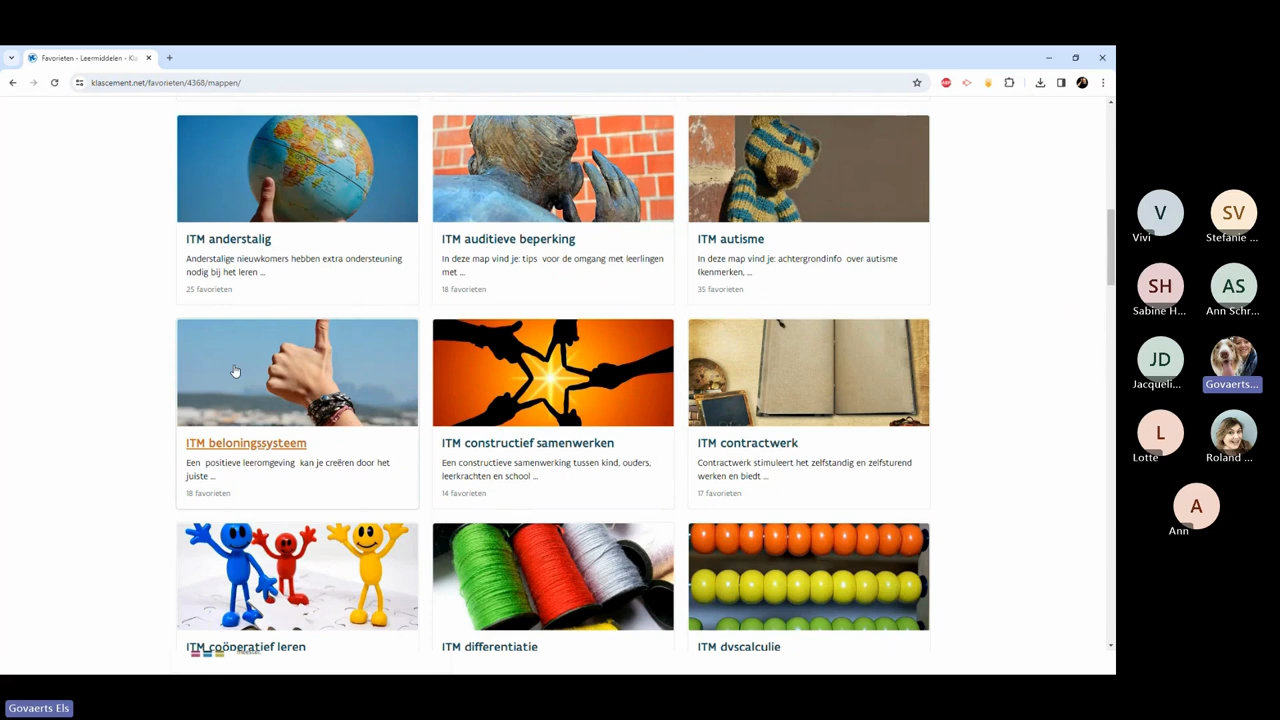 Favorieten - Leermiddelen - Kla
klascement.net/favorieten/4368/mappen/
ABP
ITM anderstalig
Anderstalige nieuwkomers hebben extra ondersteuning
nodig bij het leren ...
25 favorieten
ITM auditieve beperking
In deze map vind je: tips voor de omgang met leerlingen
met ...
18 favorieten
ITM autisme
In deze map vind je: achtergrondinfo over autisme
(kenmerken, ...
35 favorieten
ITM beloningssysteem
Een positieve leeromgeving kan je creëren door het
juiste ...
18 favorieten
ITM constructief samenwerken
Een constructieve samenwerking tussen kind, ouders,
leerkrachten en school ...
14 favorieten
ITM contractwerk
Contractwerk stimuleert het zelfstandig en zelfsturend
werken en biedt ...
17 favorieten
ITM coöperatief leren
ITM differentiatie
ITM dyscalculie
meester.
V
Vivi
SV
Stefanie ...
SH
Sabine H...
AS
Ann Schr...
JD
Jacqueli...
Govaerts...
L
Lotte
Roland ...
A
Ann
Govaerts Els